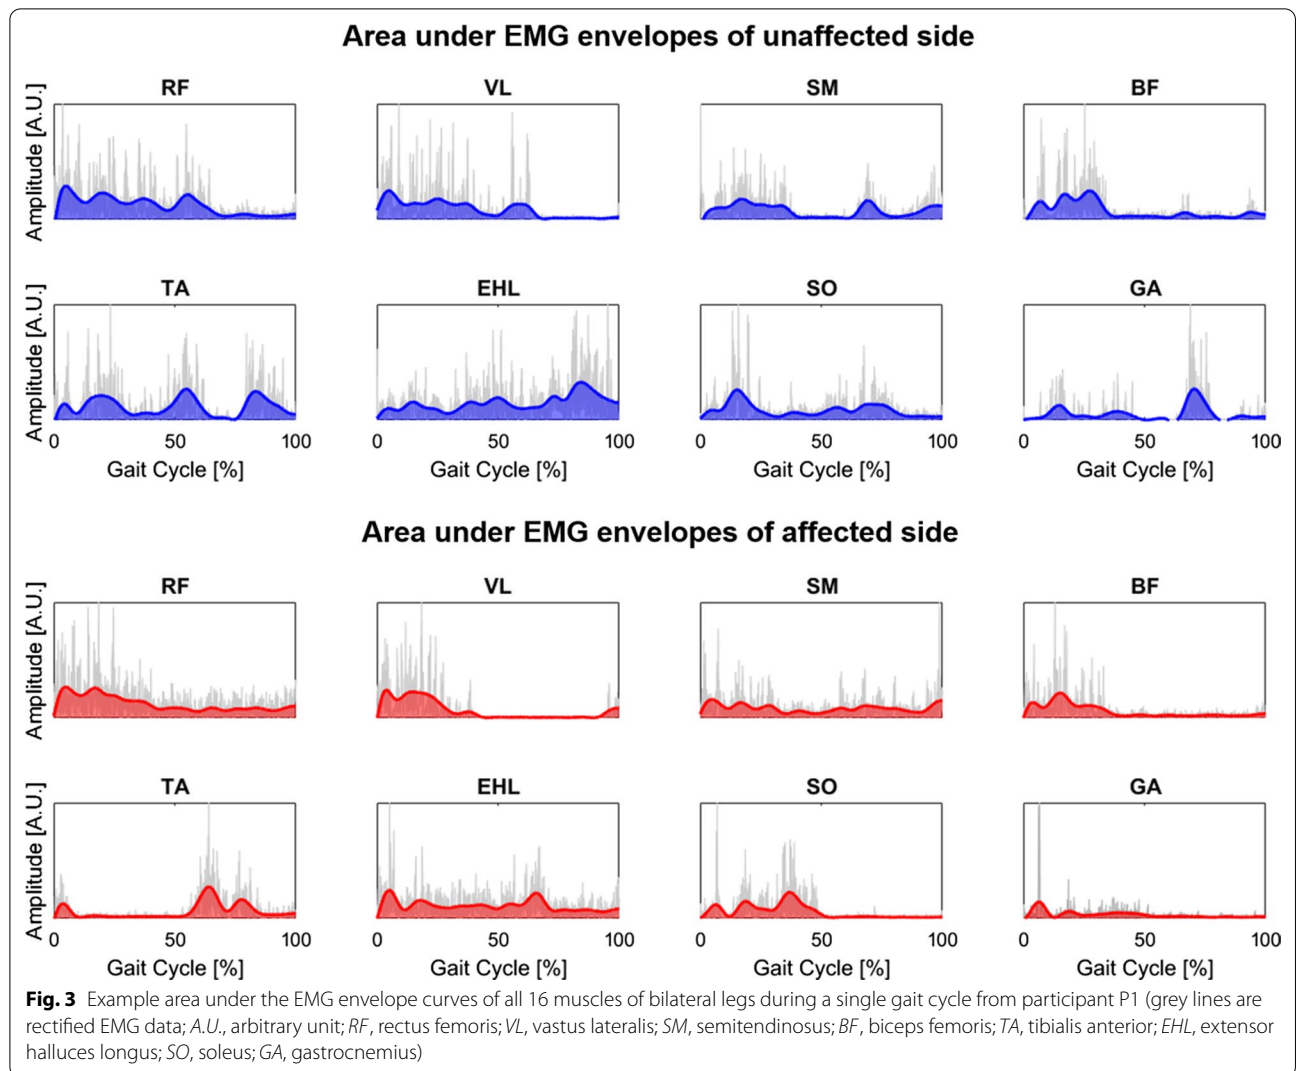 Area under EMG envelopes of unaffected side
RF VL SM BF
Amplitude [A.U.]
TA EHL SO GA
Amplitude [A.U.]
0 50 100 0 50 100 0 50 100 0 50 100
Gait Cycle [%] Gait Cycle [%] Gait Cycle [%] Gait Cycle [%]
Area under EMG envelopes of affected side
RF VL SM BF
Amplitude [A.U.]
TA EHL SO GA
Amplitude [A.U.]
0 50 100 0 50 100 0 50 100 0 50 100
Gait Cycle [%] Gait Cycle [%] Gait Cycle [%] Gait Cycle [%]
Fig. 3 Example area under the EMG envelope curves of all 16 muscles of bilateral legs during a single gait cycle from participant P1 (grey lines are
rectified EMG data; A.U., arbitrary unit; RF, rectus femoris; VL, vastus lateralis; SM, semitendinosus; BF, biceps femoris; TA, tibialis anterior; EHL, extensor
halluces longus; SO, soleus; GA, gastrocnemius)